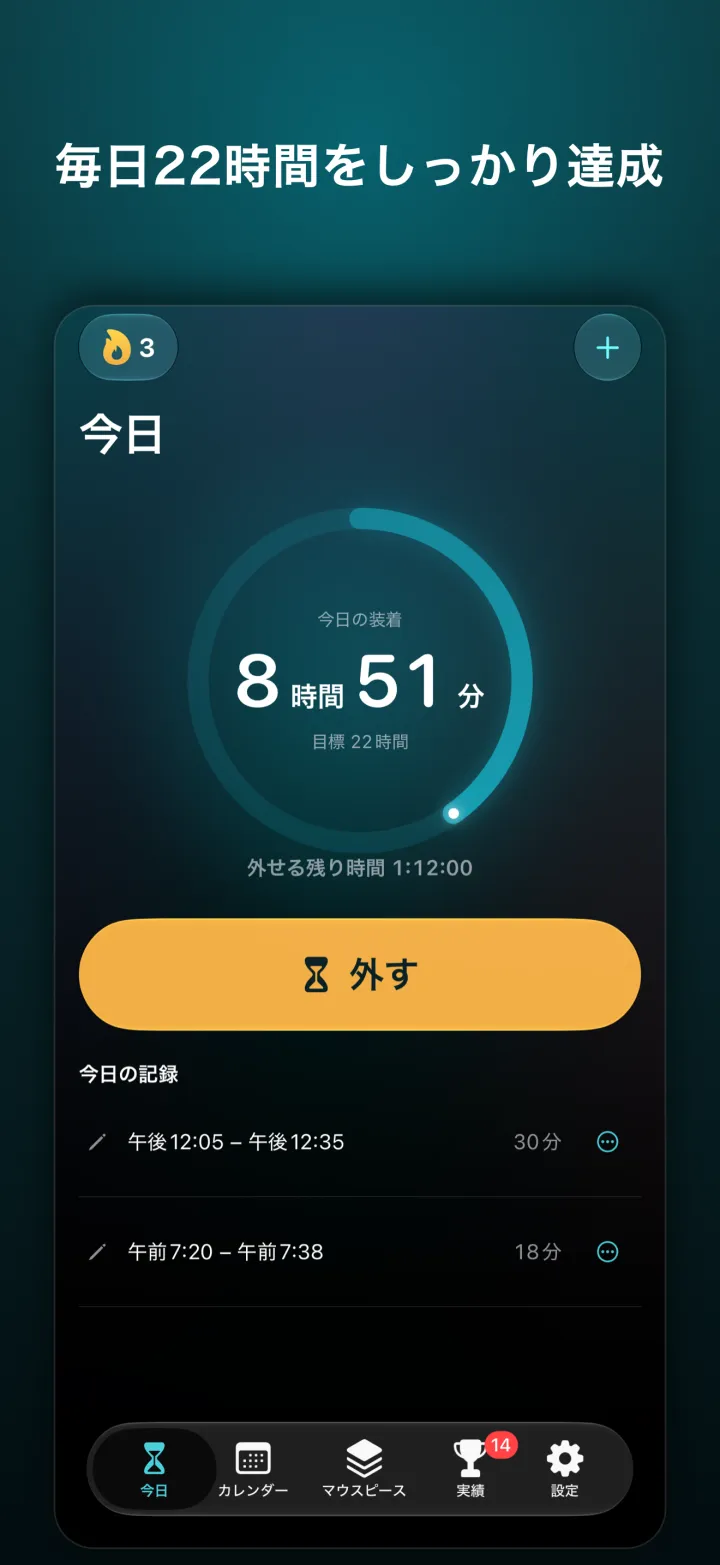 毎日22時間をしっかり達成
3
今日
今日の装着
8時間51分
目標 22時間
外せる残り時間 1:12:00
外す
今日の記録
午後12:05 – 午後12:35 30分
午前7:20 – 午前7:38 18分
14
今日 カレンダー マウスピース 実績 設定